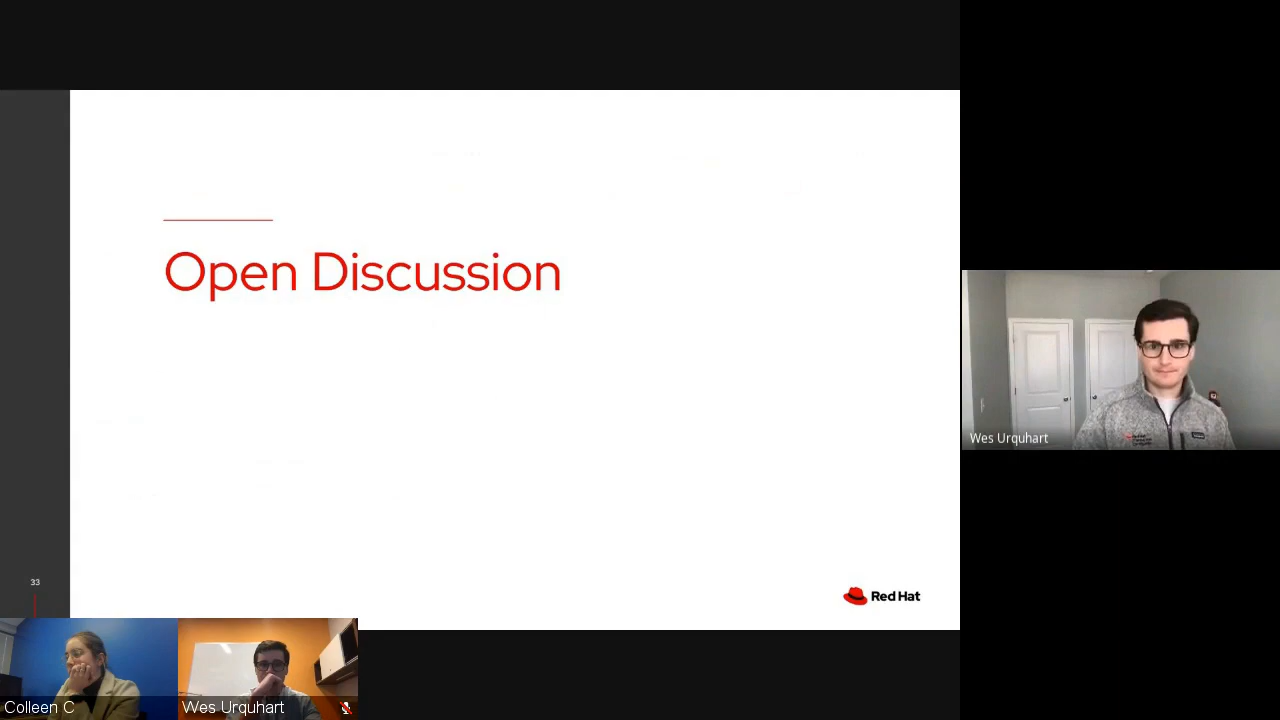 Open Discussion
33
Red Hat
Wes Urquhart
Colleen C
Wes Urquhart